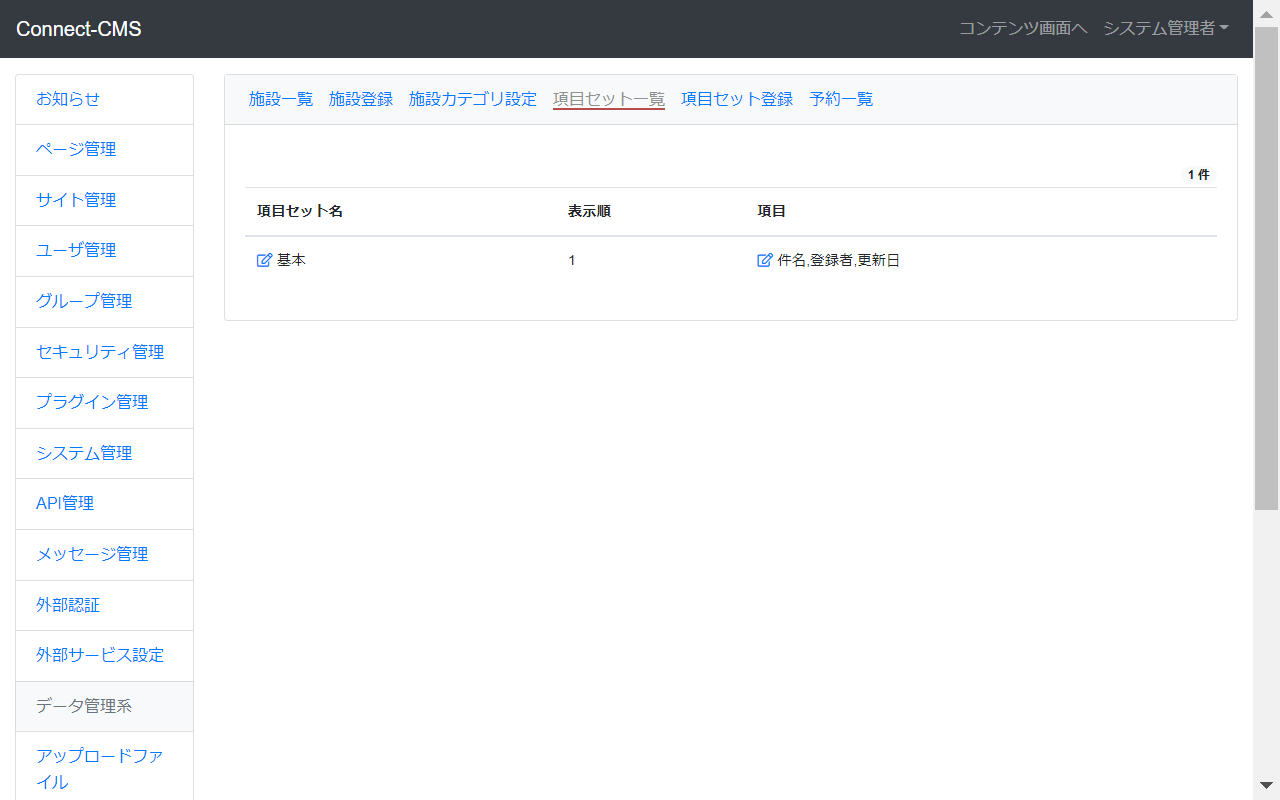 Connect-CMS
コンテンツ画面へ システム管理者
お知らせ
ページ管理
サイト管理
ユーザ管理
グループ管理
セキュリティ管理
プラグイン管理
システム管理
API管理
メッセージ管理
外部認証
外部サービス設定
データ管理系
アップロードファ
イル
施設一覧 施設登録 施設カテゴリ設定 項目セット一覧 項目セット登録 予約一覧
1 件
項目セット名 表示順 項目
基本 1 件名,登録者,更新日